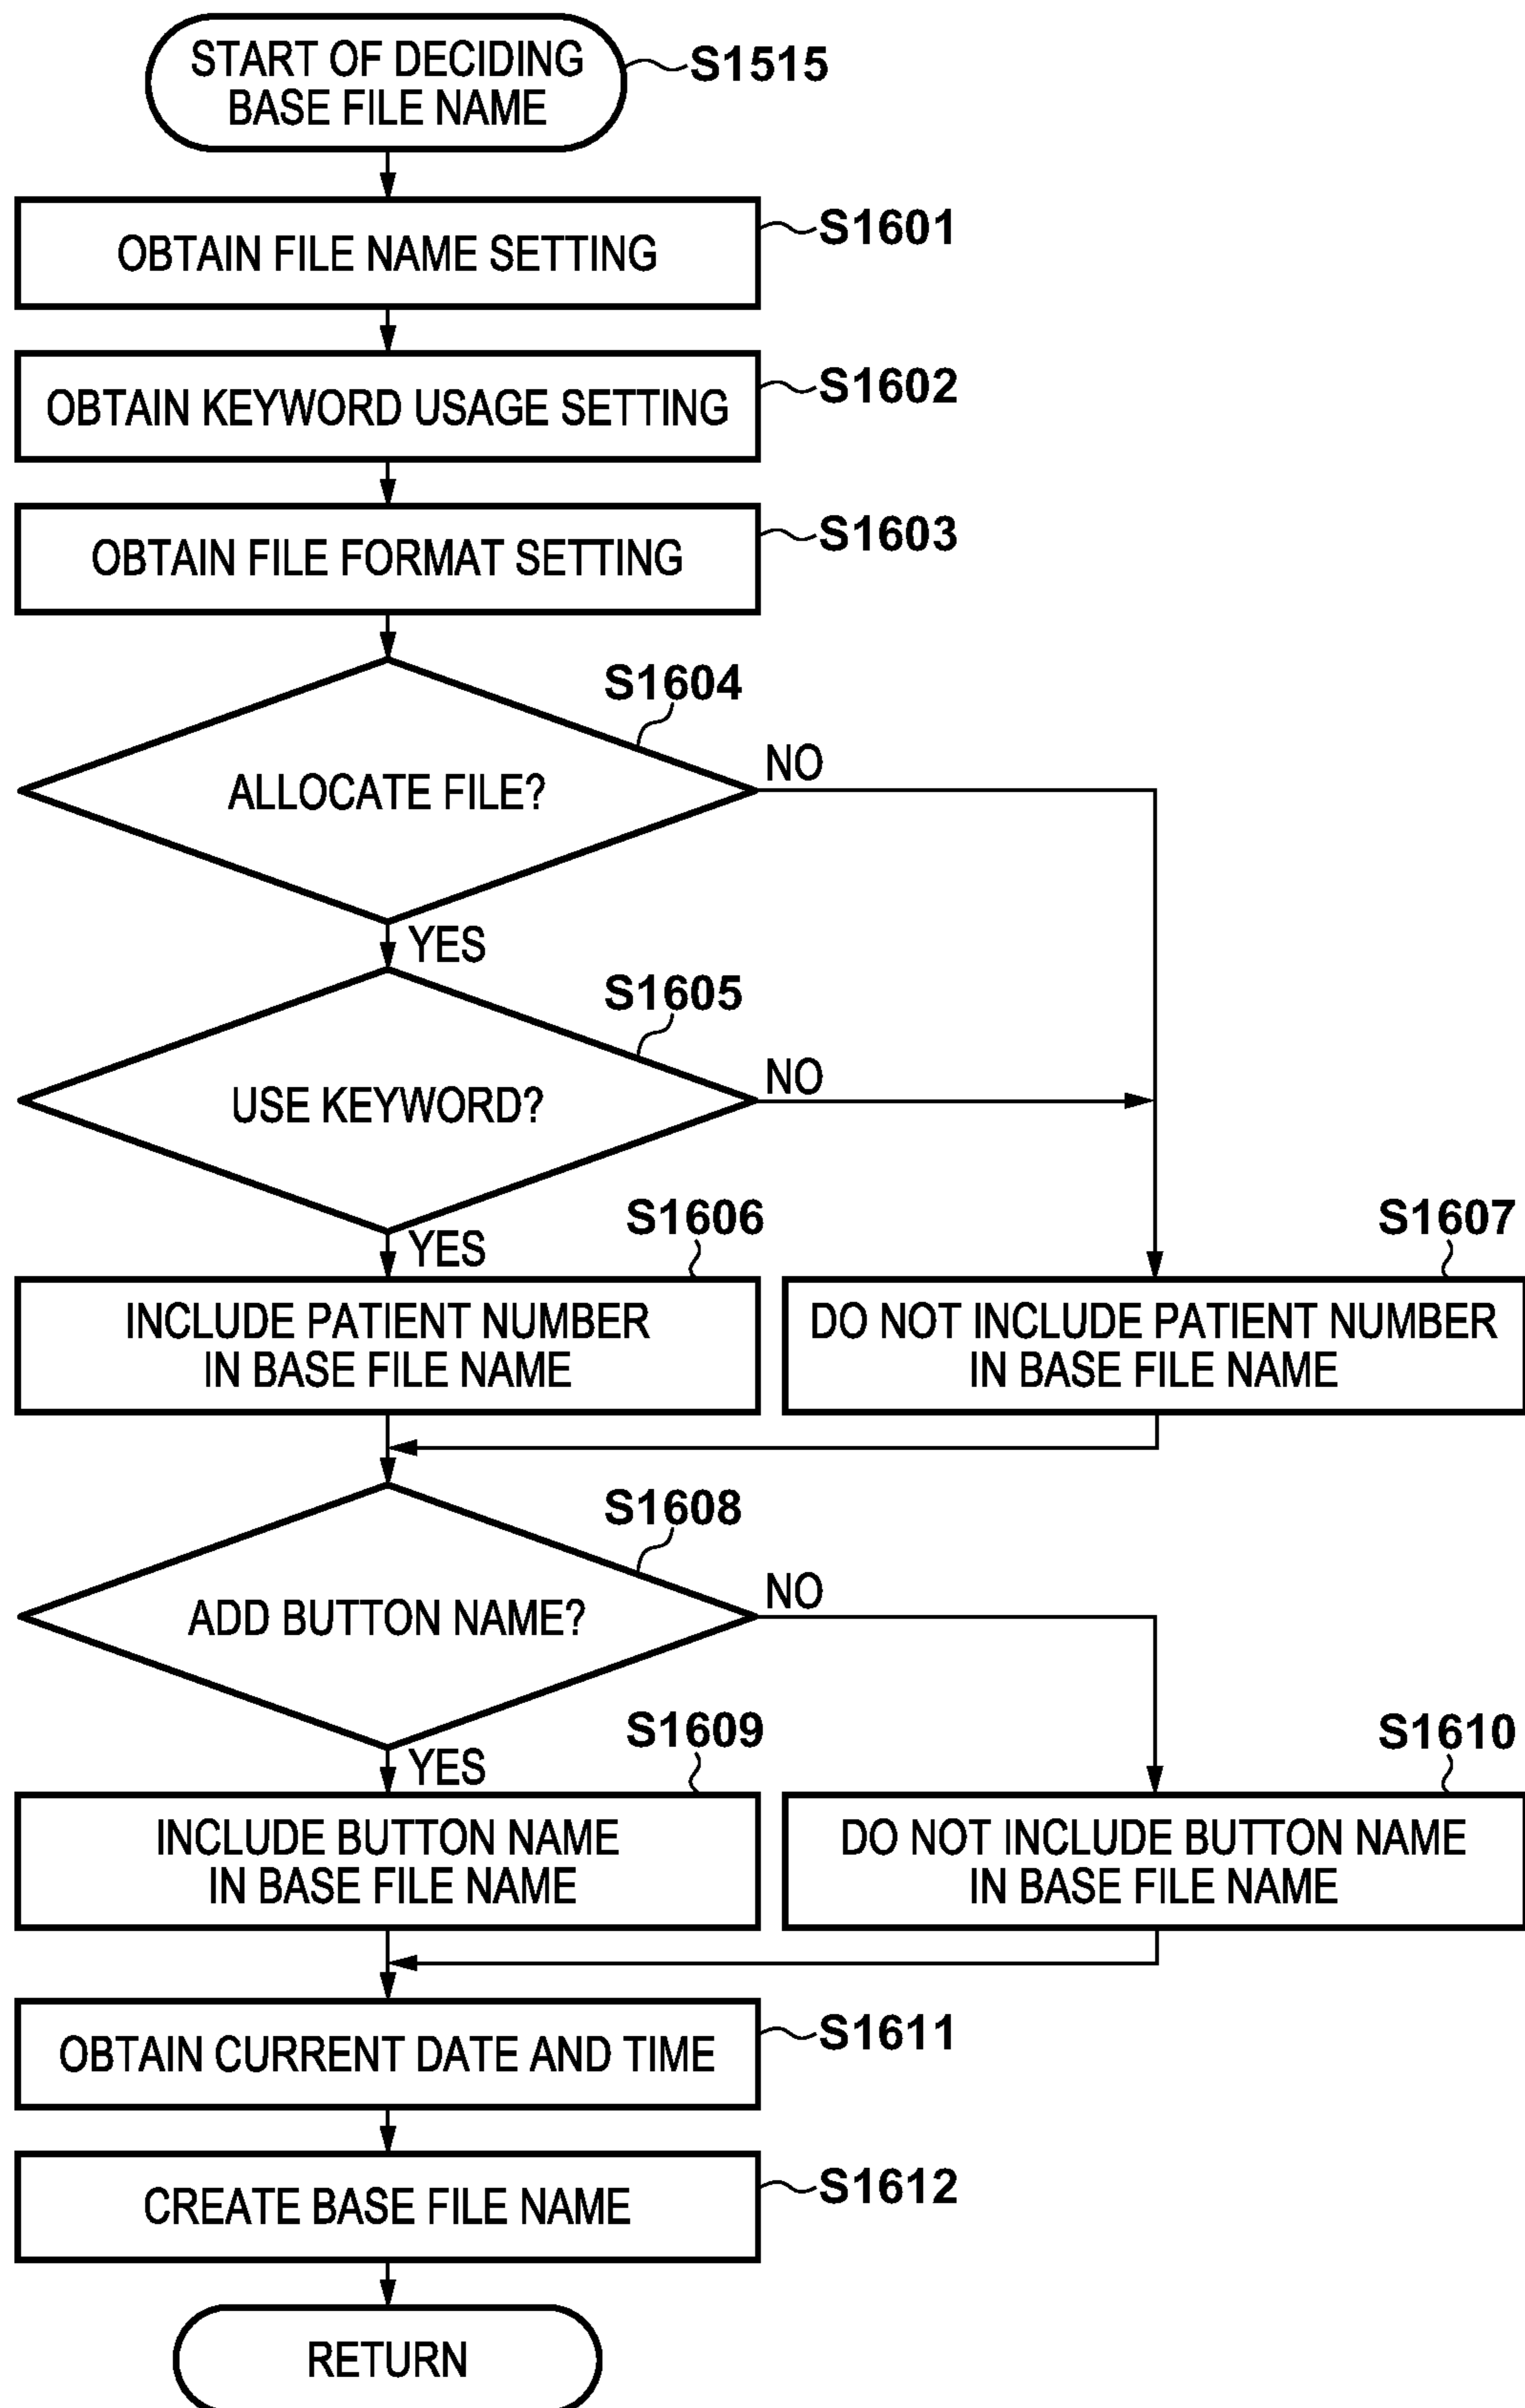 START OF DECIDING
BASE FILE NAME
S1515
OBTAIN FILE NAME SETTING
S1601
OBTAIN KEYWORD USAGE SETTING
S1602
OBTAIN FILE FORMAT SETTING
S1603
S1604
ALLOCATE FILE?
NO
YES
S1605
USE KEYWORD?
NO
YES
S1606
INCLUDE PATIENT NUMBER
IN BASE FILE NAME
S1607
DO NOT INCLUDE PATIENT NUMBER
IN BASE FILE NAME
S1608
ADD BUTTON NAME?
NO
YES
S1609
INCLUDE BUTTON NAME
IN BASE FILE NAME
S1610
DO NOT INCLUDE BUTTON NAME
IN BASE FILE NAME
OBTAIN CURRENT DATE AND TIME
S1611
CREATE BASE FILE NAME
S1612
RETURN